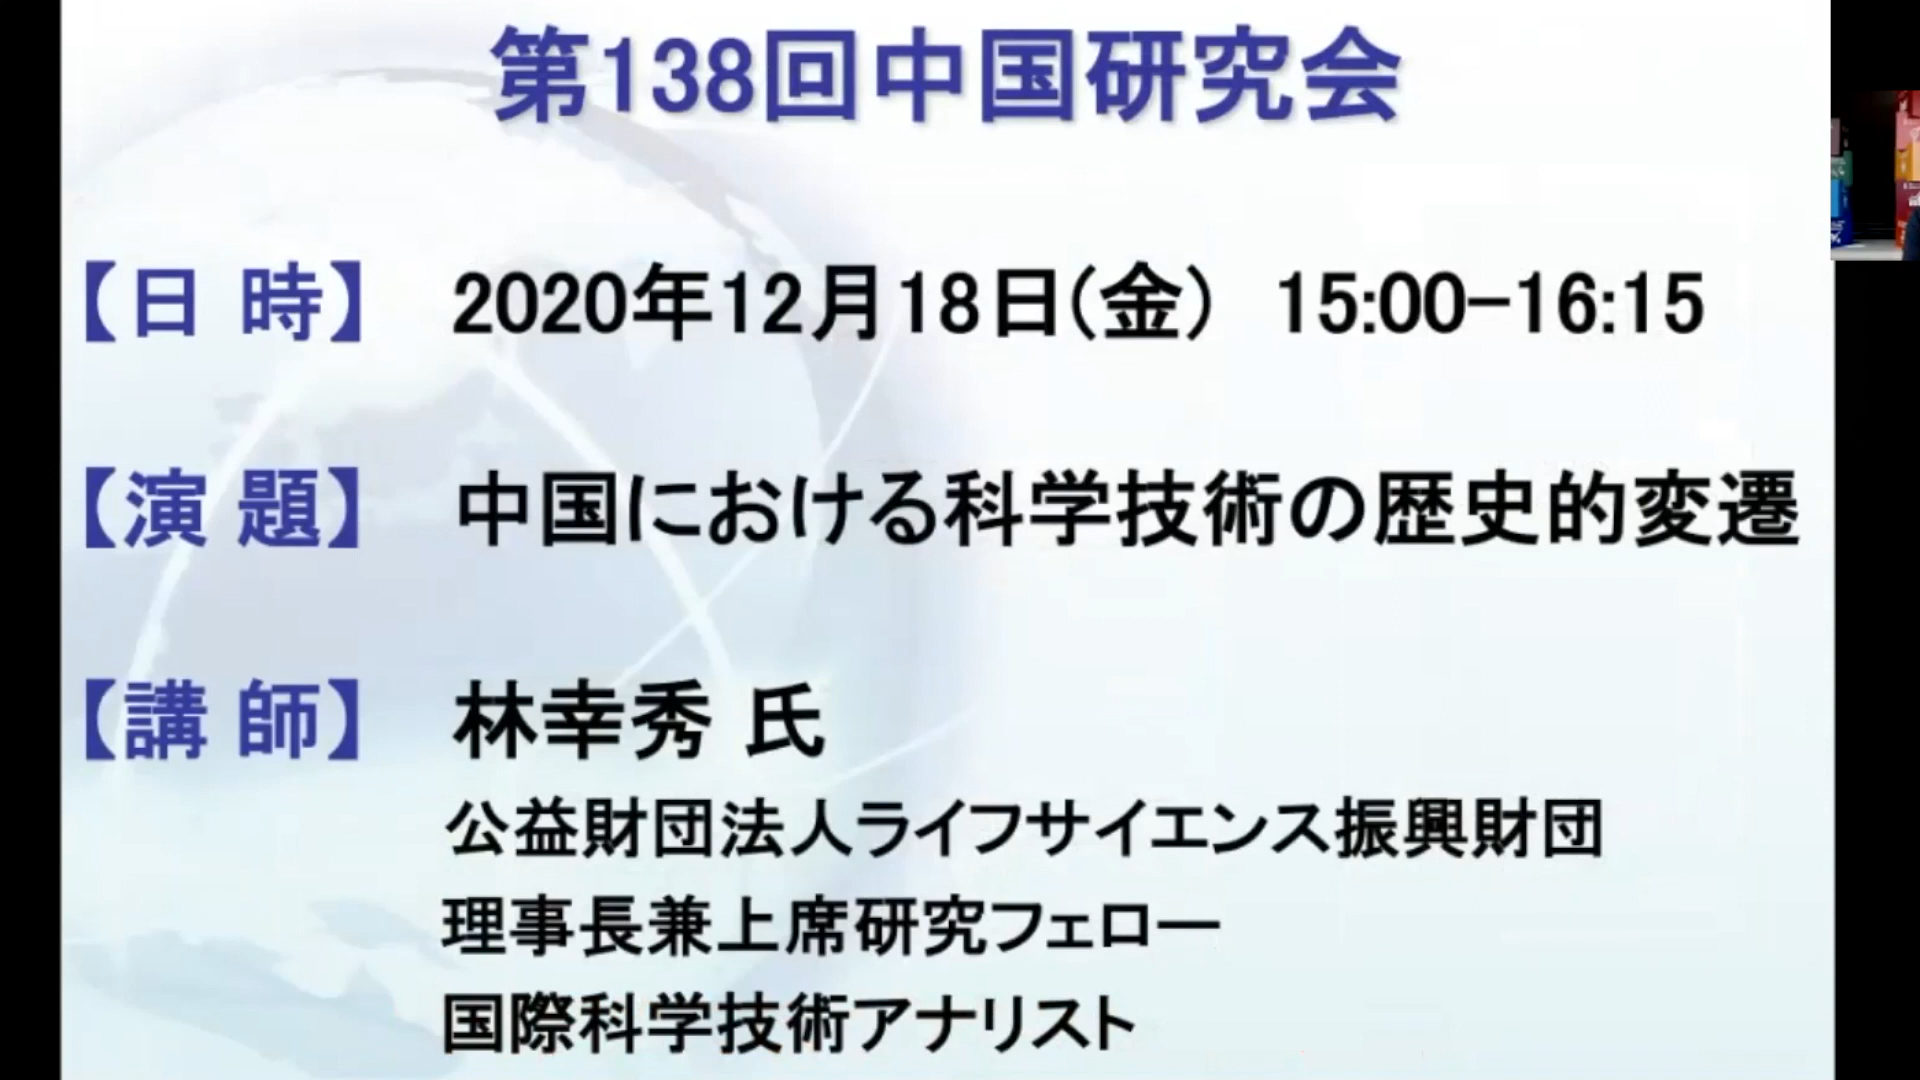 第138回中国研究会
【日 時】 2020年12月18日(金) 15:00-16:15
【演 題】 中国における科学技術の歴史的変遷
【講 師】 林幸秀 氏
公益財団法人ライフサイエンス振興財団
理事長兼上席研究フェロー
国際科学技術アナリスト